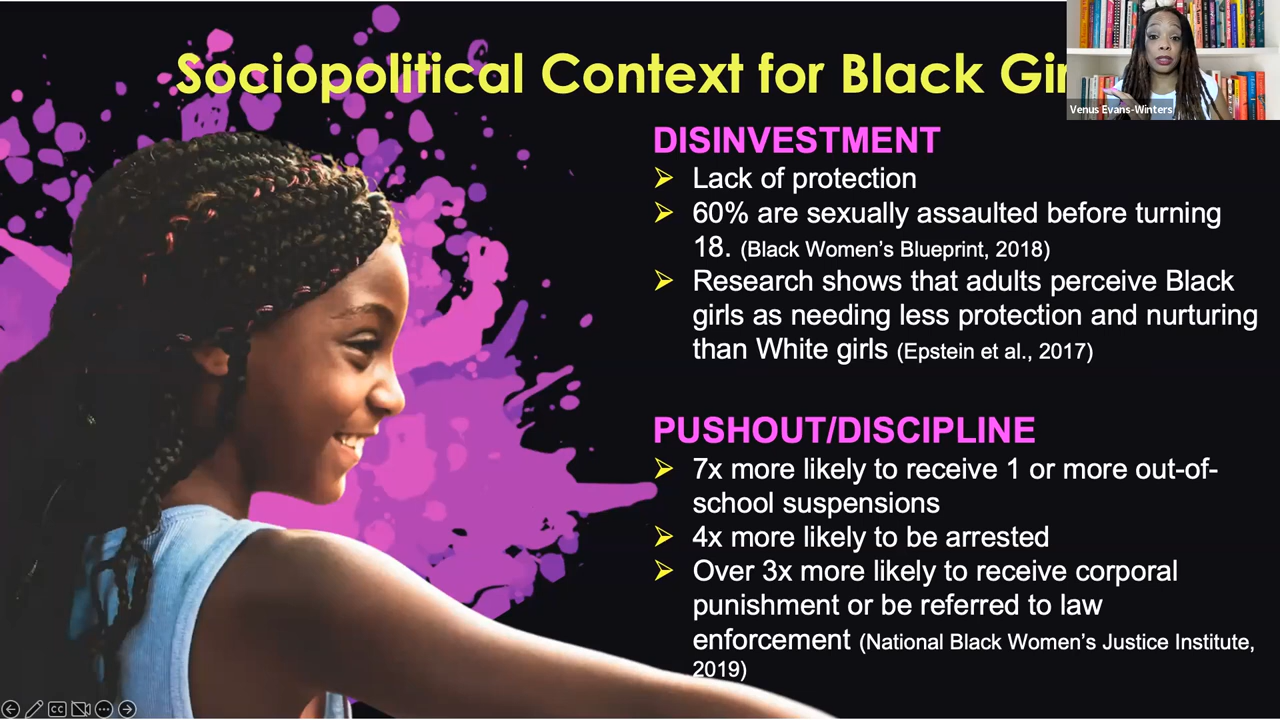 Sociopolitical Context for Black Gir
Venus Evans-Winters
DISINVESTMENT
Lack of protection
60% are sexually assaulted before turning
18. (Black Women's Blueprint, 2018)
Research shows that adults perceive Black
girls as needing less protection and nurturing
than White girls (Epstein et al., 2017)
PUSHOUT/DISCIPLINE
7x more likely to receive 1 or more out-of-
school suspensions
4x more likely to be arrested
Over 3x more likely to receive corporal
punishment or be referred to law
enforcement (National Black Women's Justice Institute,
2019)
CC